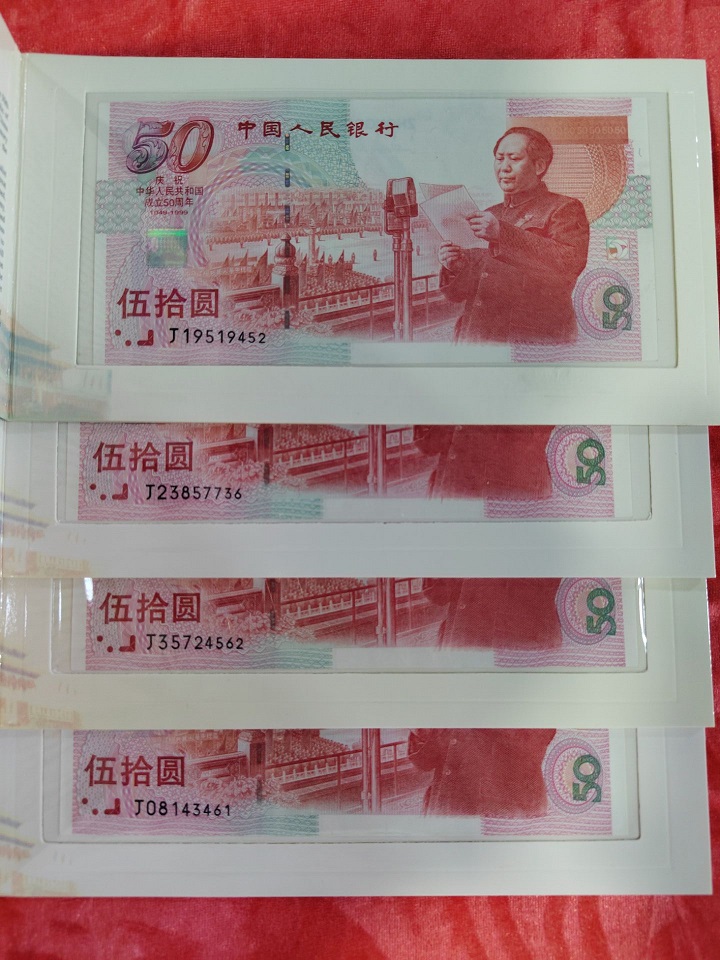 50
中国人民银行
庆祝
中华人民共和国
成立50周年
1949-1999
伍拾圆
50
J19519452
伍拾圆
50
J23857736
伍拾圆
50
J35724562
伍拾圆
50
J08143461